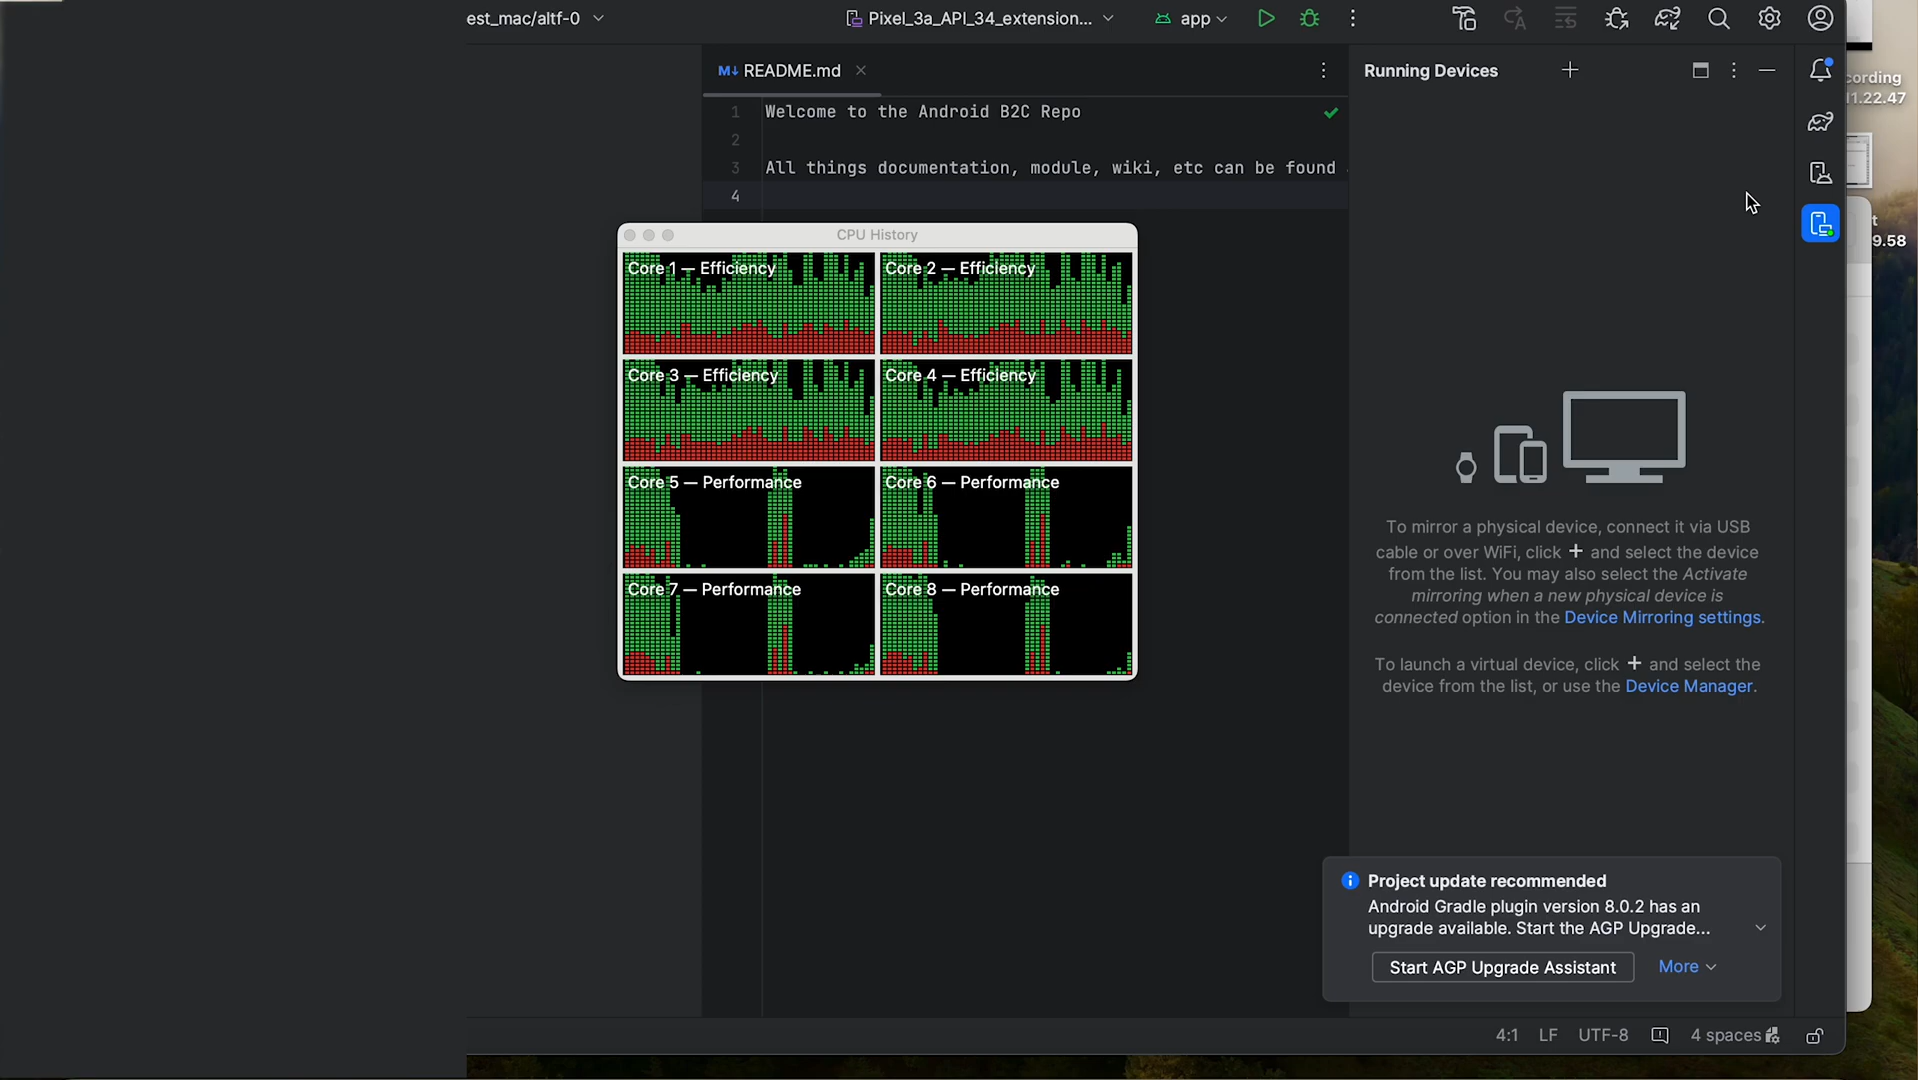 est_mac/altf-0
Pixel_3a_API_34_extension...
app
M↓ README.md
Running Devices
1 Welcome to the Android B2C Repo
2
3 All things documentation, module, wiki, etc can be found
4
CPU History
Core 1 — Efficiency
Core 2 — Efficiency
Core 3 — Efficiency
Core 4 — Efficiency
Core 5 — Performance
Core 6 — Performance
Core 7 — Performance
Core 8 — Performance
To mirror a physical device, connect it via USB
cable or over WiFi, click + and select the device
from the list. You may also select the Activate
mirroring when a new physical device is
connected option in the Device Mirroring settings.
To launch a virtual device, click + and select the
device from the list, or use the Device Manager.
Project update recommended
Android Gradle plugin version 8.0.2 has an
upgrade available. Start the AGP Upgrade...
Start AGP Upgrade Assistant
More
4:1
LF
UTF-8
4 spaces
cording
11.22.47
t
9.58